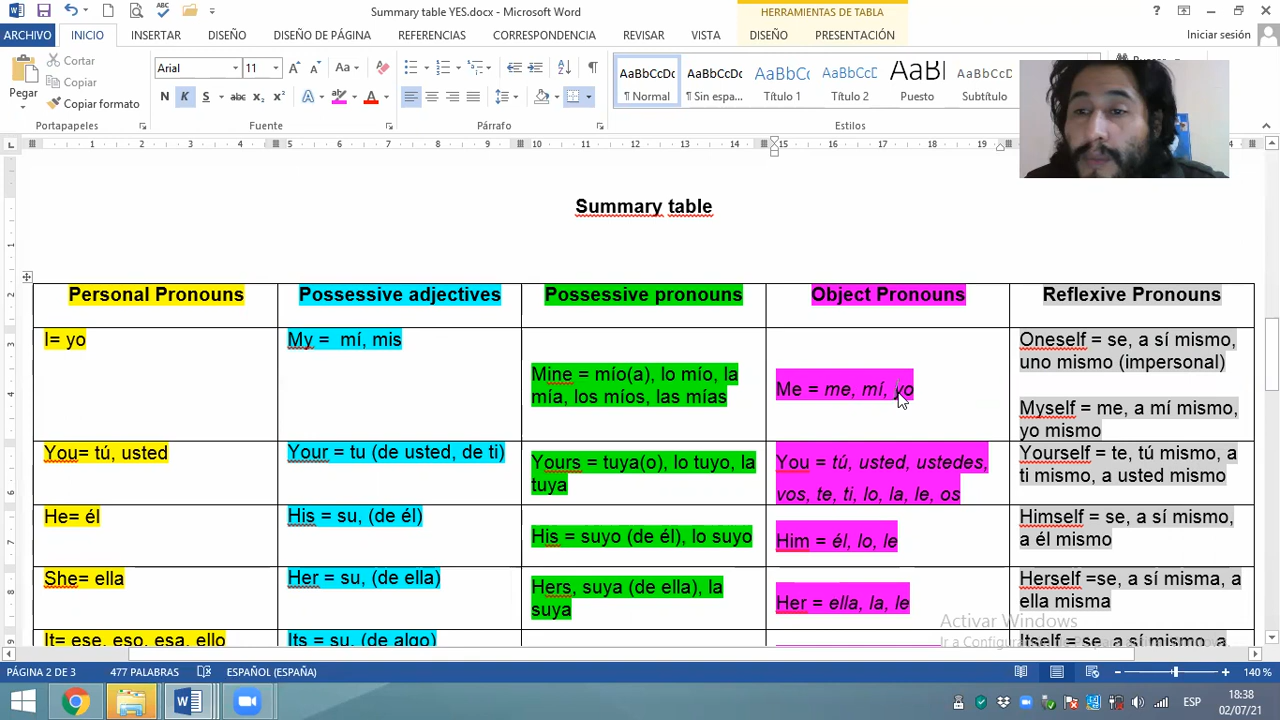 Summary table YES.docx - Microsoft Word
HERRAMIENTAS DE TABLA
ARCHIVO INICIO INSERTAR DISEÑO DISEÑO DE PÁGINA REFERENCIAS CORRESPONDENCIA REVISAR VISTA DISEÑO PRESENTACIÓN Iniciar sesión
Pegar
Cortar
Copiar
Copiar formato
Portapapeles
Arial 11
N K S abc x₂ x²
Fuente
Párrafo
AaBbCcDc AaBbCcDc AaBbCcD AaBbCcD AaBI AaBbCcD
¶ Normal ¶ Sin espa... Título 1 Título 2 Puesto Subtítulo
Estilos
Summary table
Personal Pronouns
Possessive adjectives
Possessive pronouns
Object Pronouns
Reflexive Pronouns
I= yo
My = mí, mis
Mine = mío(a), lo mío, la
mía, los míos, las mías
Me = me, mí, yo
Oneself = se, a sí mismo,
uno mismo (impersonal)
Myself = me, a mí mismo,
yo mismo
You= tú, usted
Your = tu (de usted, de ti)
Yours = tuya(o), lo tuyo, la
tuya
You = tú, usted, ustedes,
vos, te, ti, lo, la, le, os
Yourself = te, tú mismo, a
ti mismo, a usted mismo
He= él
His = su, (de él)
His = suyo (de él), lo suyo
Him = él, lo, le
Himself = se, a sí mismo,
a él mismo
She= ella
Her = su, (de ella)
Hers, suya (de ella), la
suya
Her = ella, la, le
Herself =se, a sí misma, a
ella misma
It= ese, eso, esa, ello
Its = su, (de algo)
Itself = se, a sí mismo, a
Activar Windows
PÁGINA 2 DE 3 477 PALABRAS ESPAÑOL (ESPAÑA) 140 %
ESP
18:38
02/07/21